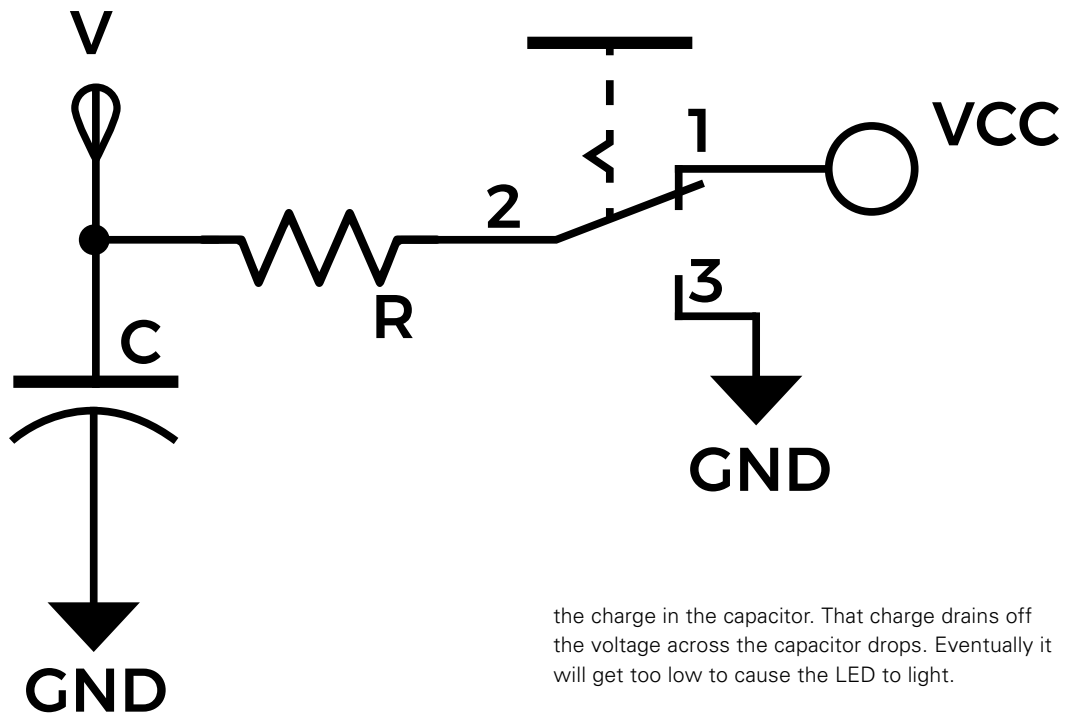 V
1
VCC
2
3
R
C
GND
the charge in the capacitor. That charge drains off
the voltage across the capacitor drops. Eventually it
will get too low to cause the LED to light.
GND